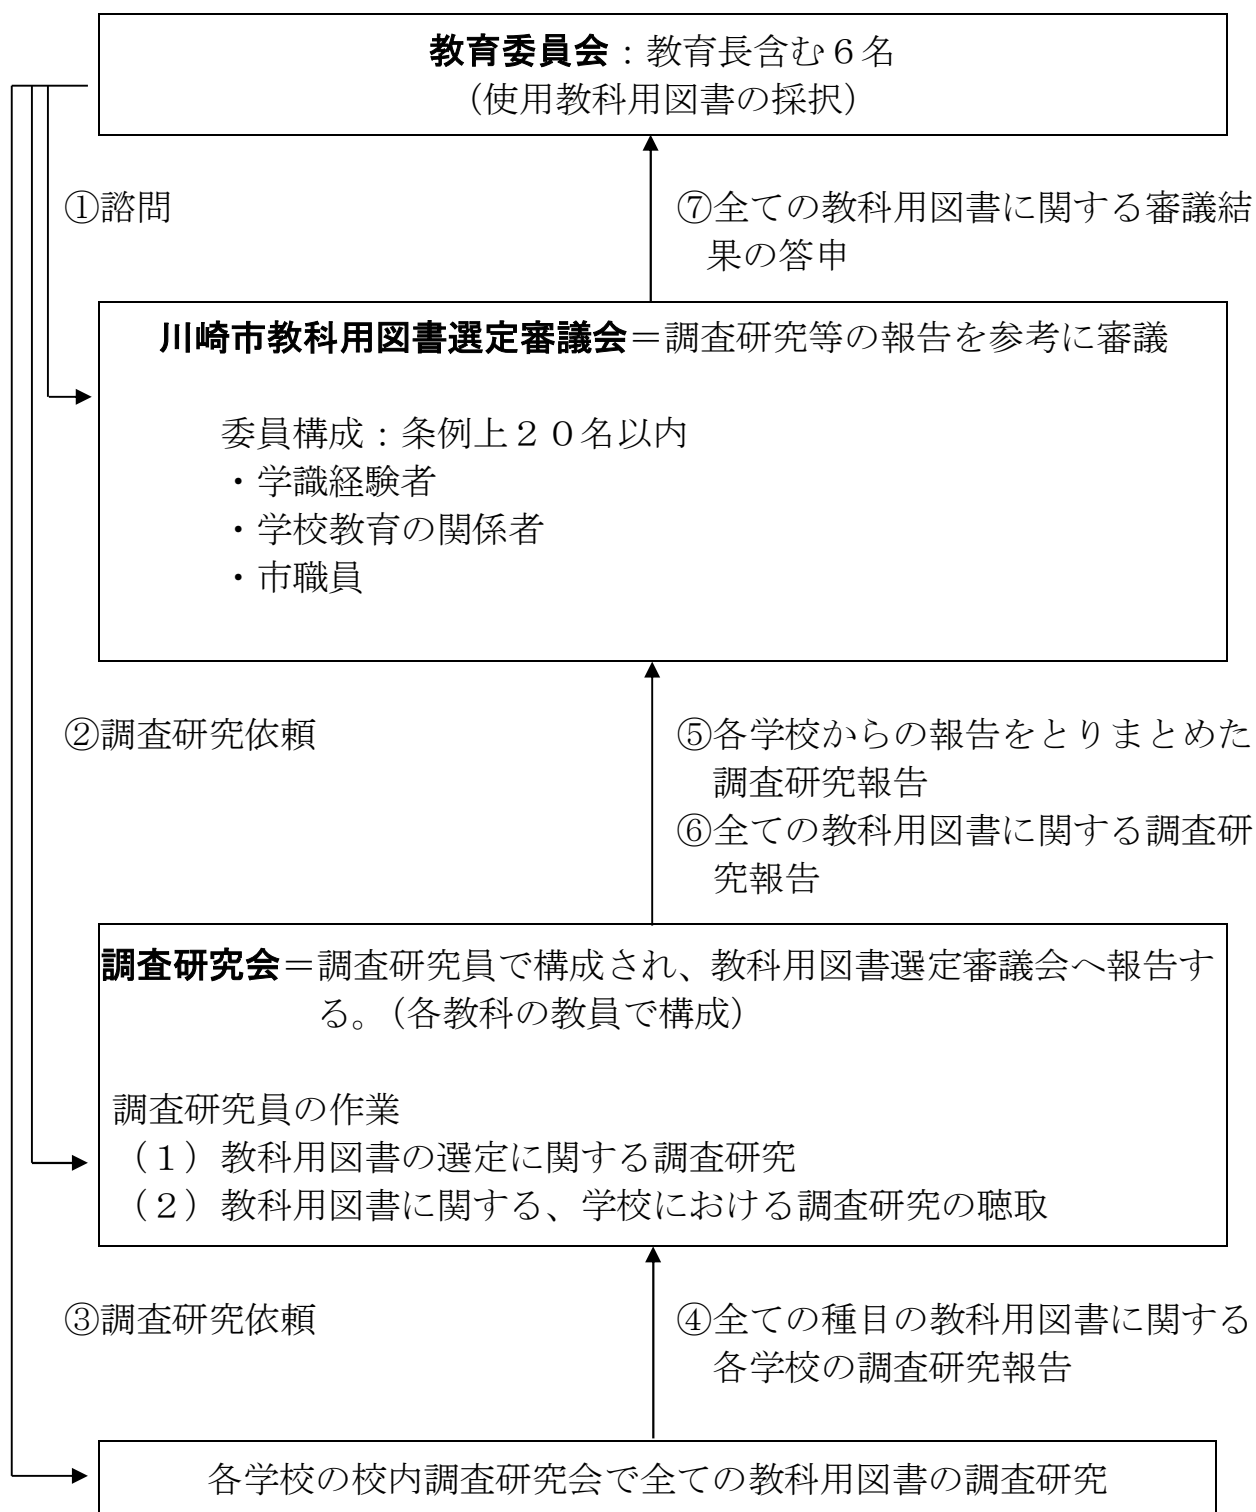 教育委員会：教育長含む６名
（使用教科用図書の採択）
①諮問
⑦全ての教科用図書に関する審議結
果の答申
川崎市教科用図書選定審議会＝調査研究等の報告を参考に審議
委員構成：条例上２０名以内
・学識経験者
・学校教育の関係者
・市職員
②調査研究依頼
⑤各学校からの報告をとりまとめた
調査研究報告
⑥全ての教科用図書に関する調査研
究報告
調査研究会＝調査研究員で構成され、教科用図書選定審議会へ報告す
る。（各教科の教員で構成）
調査研究員の作業
（１）教科用図書の選定に関する調査研究
（２）教科用図書に関する、学校における調査研究の聴取
③調査研究依頼
④全ての種目の教科用図書に関する
各学校の調査研究報告
各学校の校内調査研究会で全ての教科用図書の調査研究